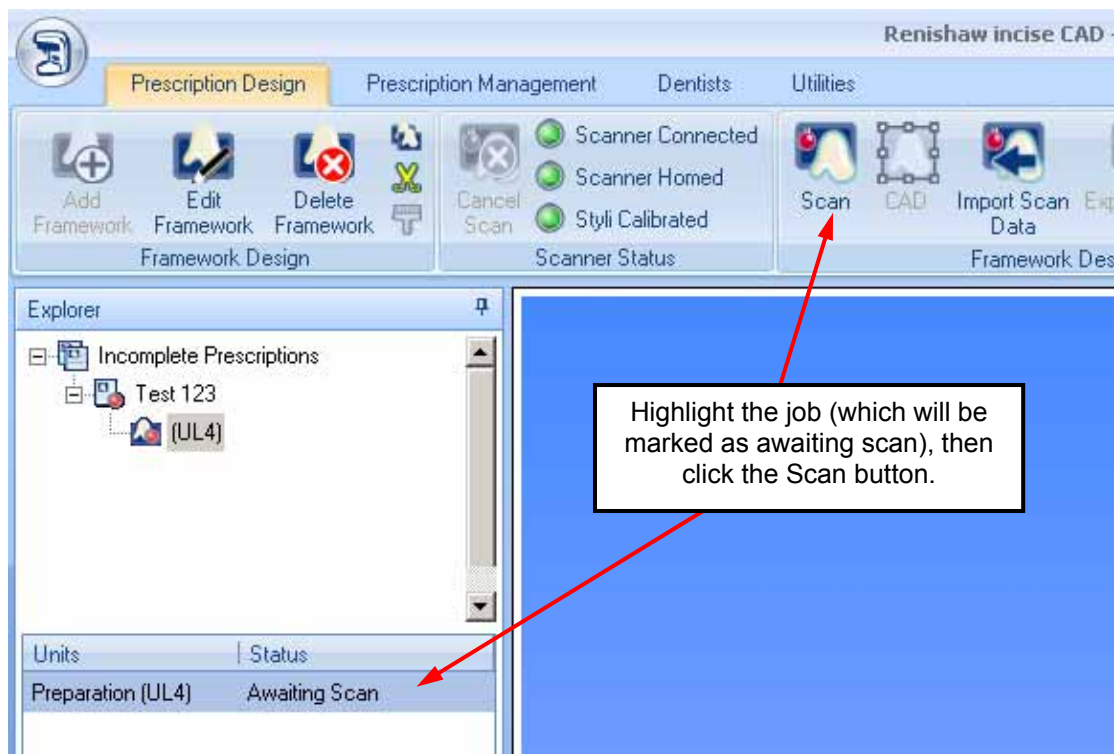 Renishaw incise CAD -
Prescription Design Prescription Management Dentists Utilities
Add Framework
Edit Framework
Delete Framework
Framework Design
Cancel Scan
Scanner Connected
Scanner Homed
Styli Calibrated
Scanner Status
Scan
CAD
Import Scan Data
Exp
Framework Des
Explorer
Incomplete Prescriptions
Test 123
(UL4)
Highlight the job (which will be
marked as awaiting scan), then
click the Scan button.
Units Status
Preparation (UL4) Awaiting Scan